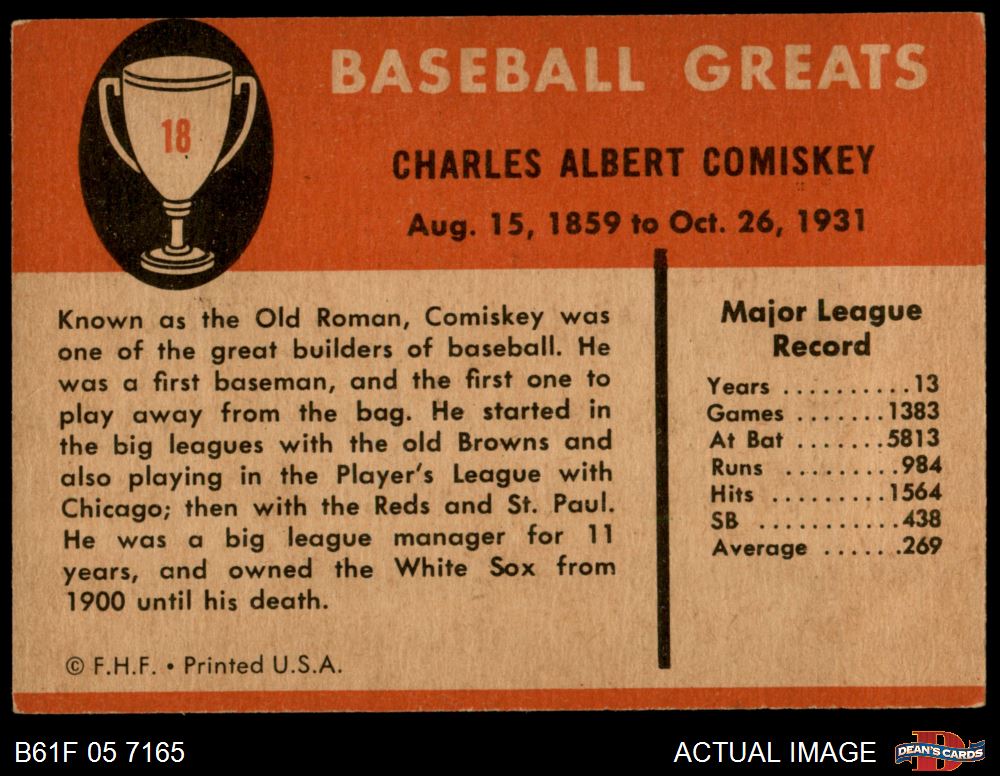 18
BASEBALL GREATS
CHARLES ALBERT COMISKEY
Aug. 15, 1859 to Oct. 26, 1931
Known as the Old Roman, Comiskey was
one of the great builders of baseball. He
was a first baseman, and the first one to
play away from the bag. He started in
the big leagues with the old Browns and
also playing in the Player's League with
Chicago; then with the Reds and St. Paul.
He was a big league manager for 11
years, and owned the White Sox from
1900 until his death.
© F.H.F. • Printed U.S.A.
Major League
Record
Years ..........13
Games .......1383
At Bat .......5813
Runs .........984
Hits .........1564
SB ...........438
Average ......269
B61F 05 7165
ACTUAL IMAGE
DEAN'S CARDS